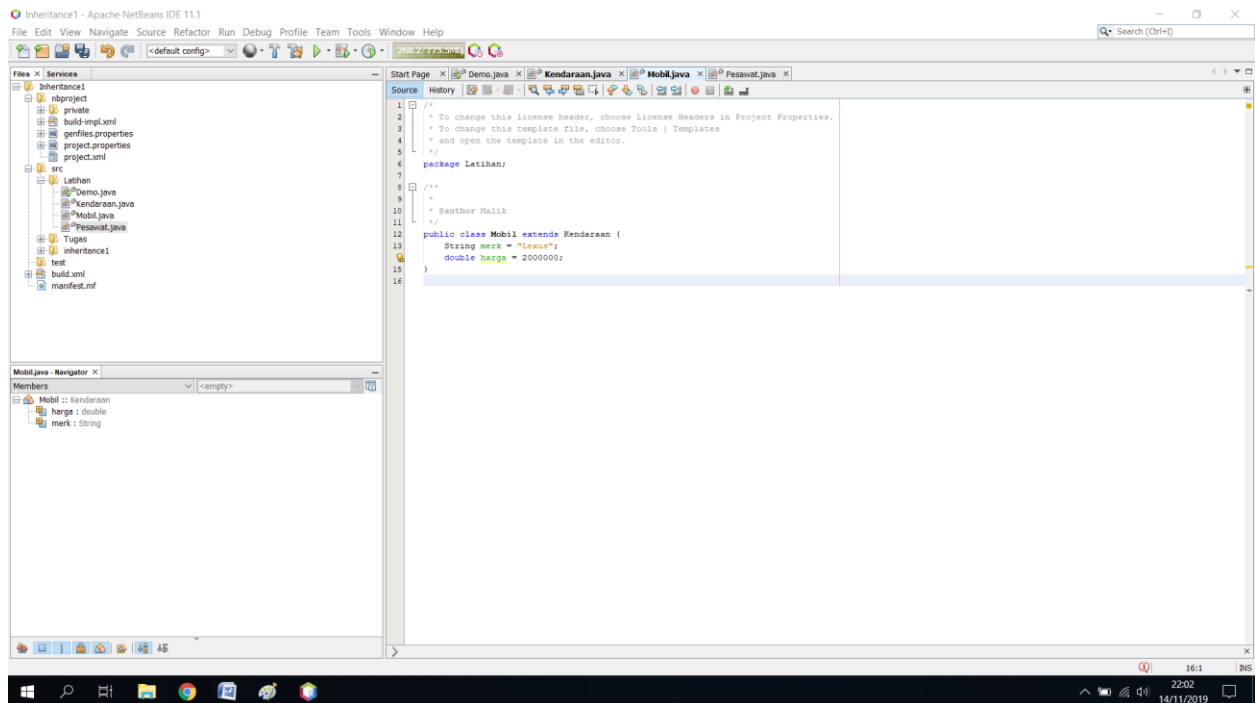 Inheritance1 - Apache NetBeans IDE 11.1
File Edit View Navigate Source Refactor Run Debug Profile Team Tools Window Help
Search (Ctrl+I)
<default config>
Files Services
Inheritance1
nbproject
private
build-impl.xml
genfiles.properties
project.properties
project.xml
src
Latihan
Demo.java
Kendaraan.java
Mobil.java
Pesawat.java
Tugas
inheritance1
test
build.xml
manifest.mf
Mobil.java - Navigator
Members <empty>
Mobil :: Kendaraan
harga : double
merk : String
Start Page Demo.java Kendaraan.java Mobil.java Pesawat.java
Source History
1 /*
2 * To change this license header, choose License Headers in Project Properties.
3 * To change this template file, choose Tools | Templates
4 * and open the template in the editor.
5 */
6 package Latihan;
7
8 /**
9 *
10 * @author Malik
11 */
12 public class Mobil extends Kendaraan {
13 String merk = "Lexus";
double harga = 2000000;
15 }
16
16:1 INS
22:02
14/11/2019